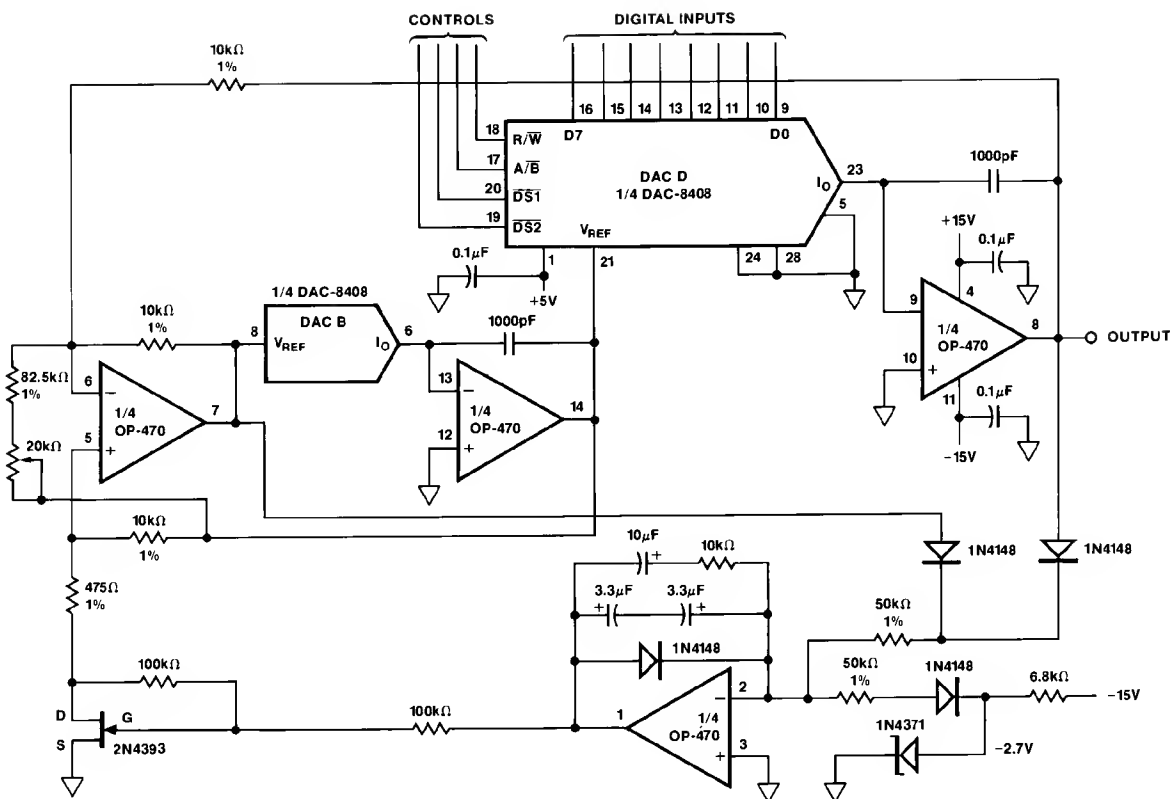 CONTROLS
DIGITAL INPUTS
10kΩ
1%
16 15 14 13 12 11 10 9
D7 D0
18 R/W̅
17 A/B̅
20 D̅S̅1̅
19 D̅S̅2̅
DAC D
1/4 DAC-8408
IO
23
5
1000pF
VREF
0.1μF
1
+5V
21
24 28
+15V
0.1μF
4
9
1/4
OP-470
8
OUTPUT
10
+
11
0.1μF
-15V
1/4 DAC-8408
DAC B
10kΩ
1%
8
VREF
IO
6
1000pF
82.5kΩ
1%
6
−
1/4
OP-470
7
5
+
20kΩ
13
−
1/4
OP-470
14
12
+
10kΩ
1%
475Ω
1%
10μF
+
10kΩ
3.3μF
+
3.3μF
+
1N4148
1N4148
1N4148
50kΩ
1%
100kΩ
D
G
S
2N4393
100kΩ
1
2
−
1/4
OP-470
3
+
50kΩ
1%
1N4148
6.8kΩ
-15V
1N4371
-2.7V